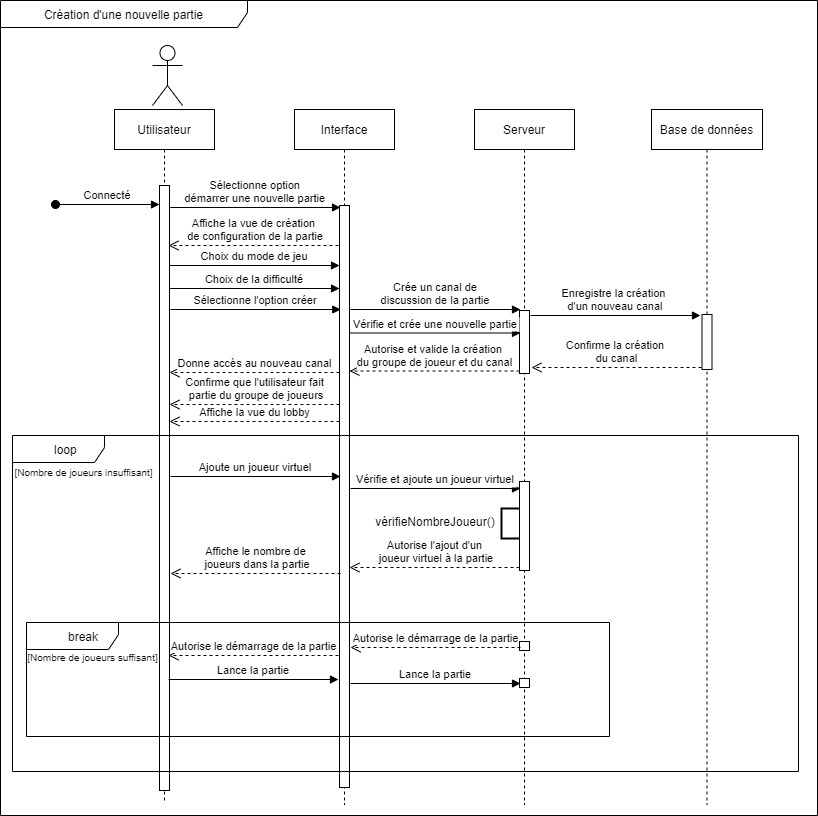 Création d'une nouvelle partie
Utilisateur
Interface
Serveur
Base de données
Connecté
Sélectionne option
démarrer une nouvelle partie
Affiche la vue de création
de configuration de la partie
Choix du mode de jeu
Choix de la difficulté
Sélectionne l'option créer
Crée un canal de
discussion de la partie
Enregistre la création
d'un nouveau canal
Vérifie et crée une nouvelle partie
Autorise et valide la création
du groupe de joueur et du canal
Confirme la création
du canal
Donne accès au nouveau canal
Confirme que l'utilisateur fait
partie du groupe de joueurs
Affiche la vue du lobby
loop
[Nombre de joueurs insuffisant]
Ajoute un joueur virtuel
Vérifie et ajoute un joueur virtuel
vérifieNombreJoueur()
Autorise l'ajout d'un
joueur virtuel à la partie
Affiche le nombre de
joueurs dans la partie
break
[Nombre de joueurs suffisant]
Autorise le démarrage de la partie
Autorise le démarrage de la partie
Lance la partie
Lance la partie